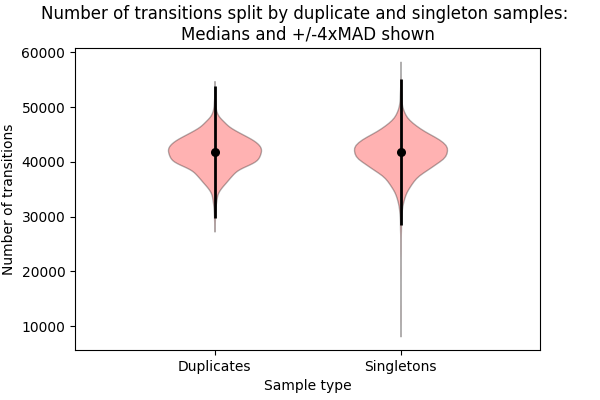 Number of transitions split by duplicate and singleton samples:
Medians and +/-4xMAD shown
Number of transitions
60000
50000
40000
30000
20000
10000
Duplicates
Singletons
Sample type